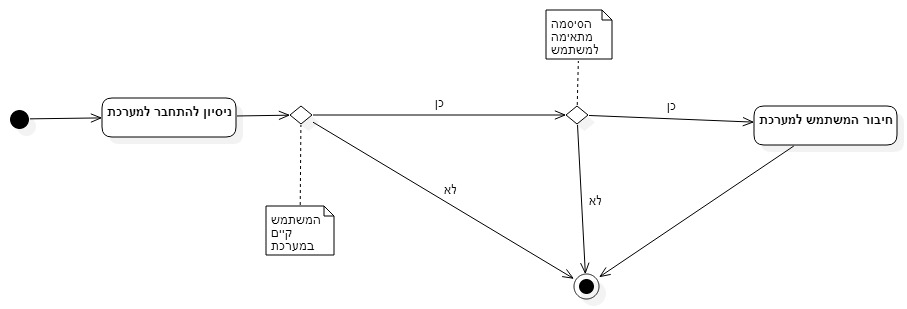 הסיסמה
מתאימה
למשתמש
ניסיון להתחבר למערכת
כן
כן
חיבור המשתמש למערכת
לא
לא
המשתמש
קיים
במערכת